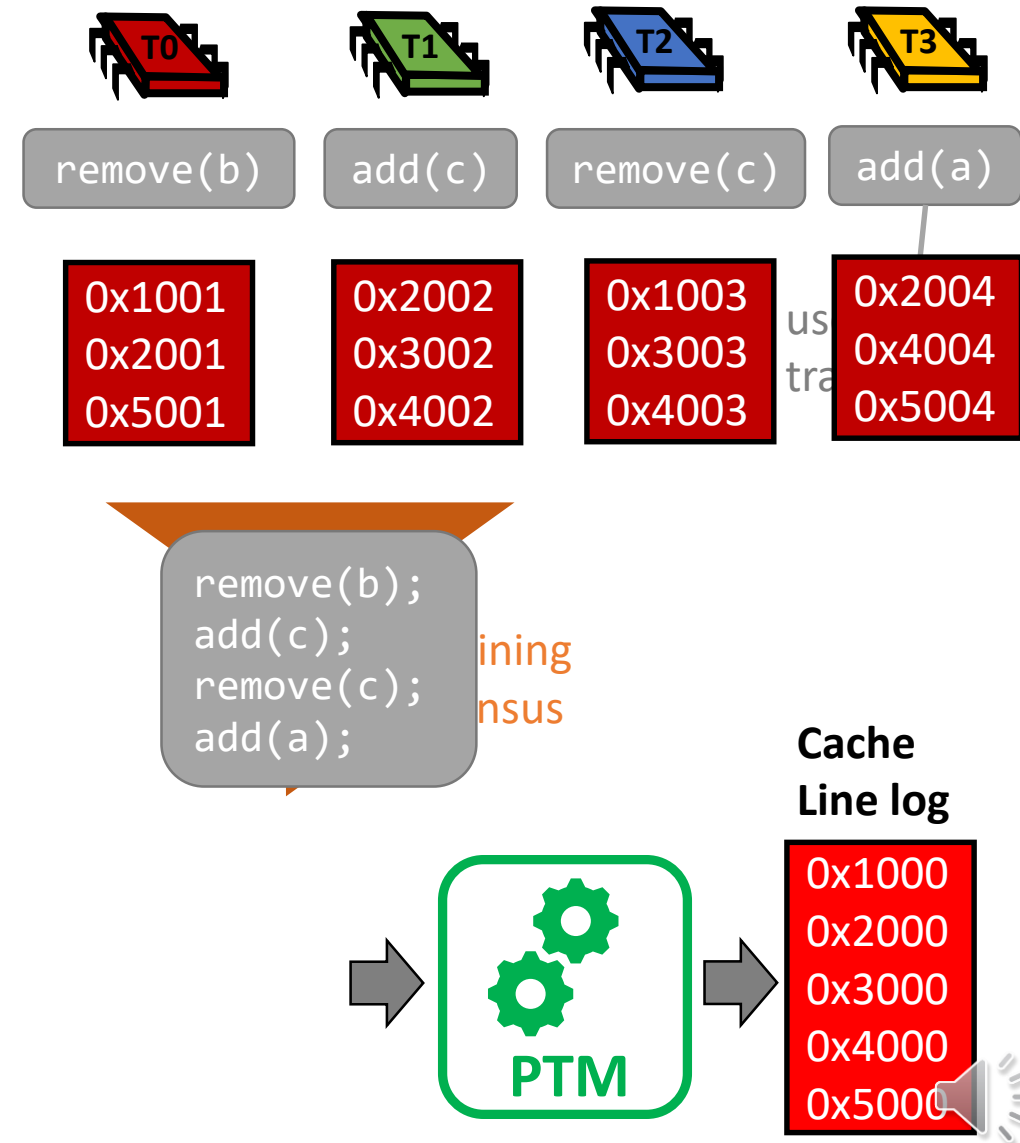 T0 T1 T2 T3
remove(b) add(c) remove(c) add(a)
0x1001
0x2001
0x5001
0x2002
0x3002
0x4002
0x1003
0x3003
0x4003
us
tra
0x2004
0x4004
0x5004
remove(b);
add(c);
remove(c);
add(a);
ining
nsus
Cache
Line log
PTM
0x1000
0x2000
0x3000
0x4000
0x5000